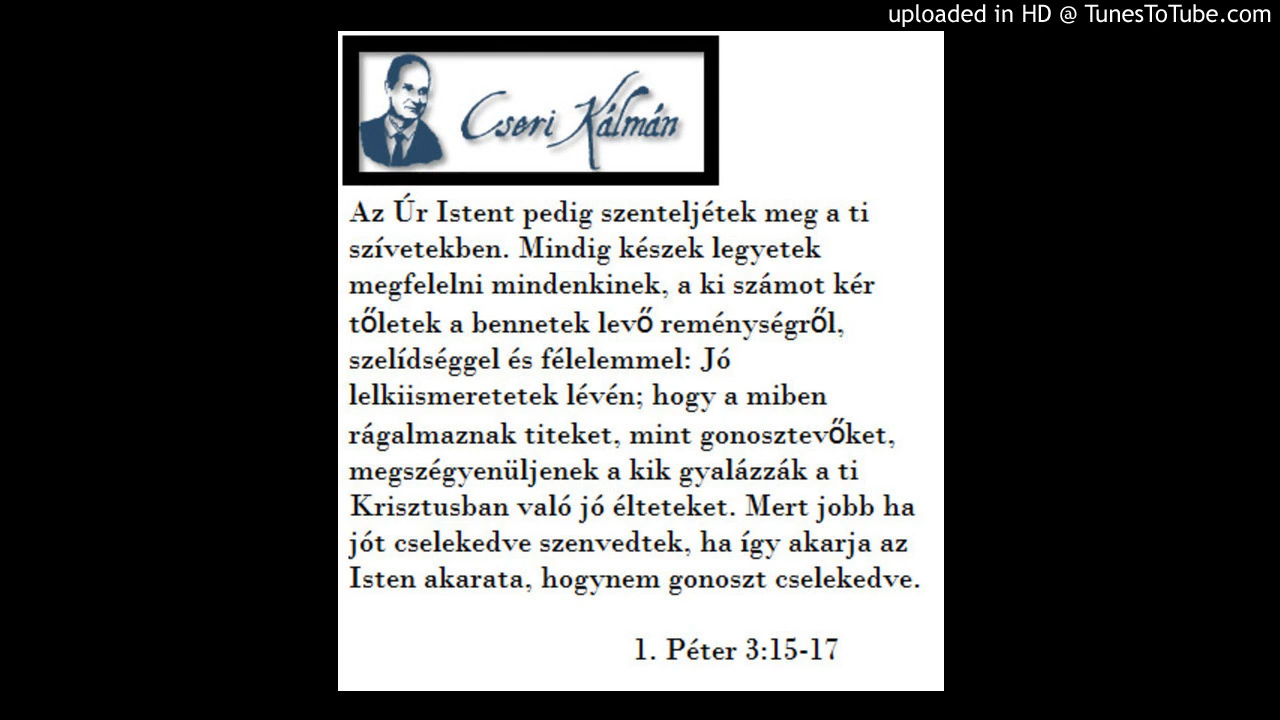 uploaded in HD @ TunesToTube.com
Cseri Kálmán
Az Úr Istent pedig szenteljétek meg a ti
szívetekben. Mindig készek legyetek
megfelelni mindenkinek, a ki számot kér
tőletek a bennetek levő reménységről,
szelídséggel és félelemmel: Jó
lelkiismeretetek lévén; hogy a miben
rágalmaznak titeket, mint gonosztevőket,
megszégyenüljenek a kik gyalázzák a ti
Krisztusban való jó élteteket. Mert jobb ha
jót cselekedve szenvedtek, ha így akarja az
Isten akarata, hogynem gonoszt cselekedve.
1. Péter 3:15-17